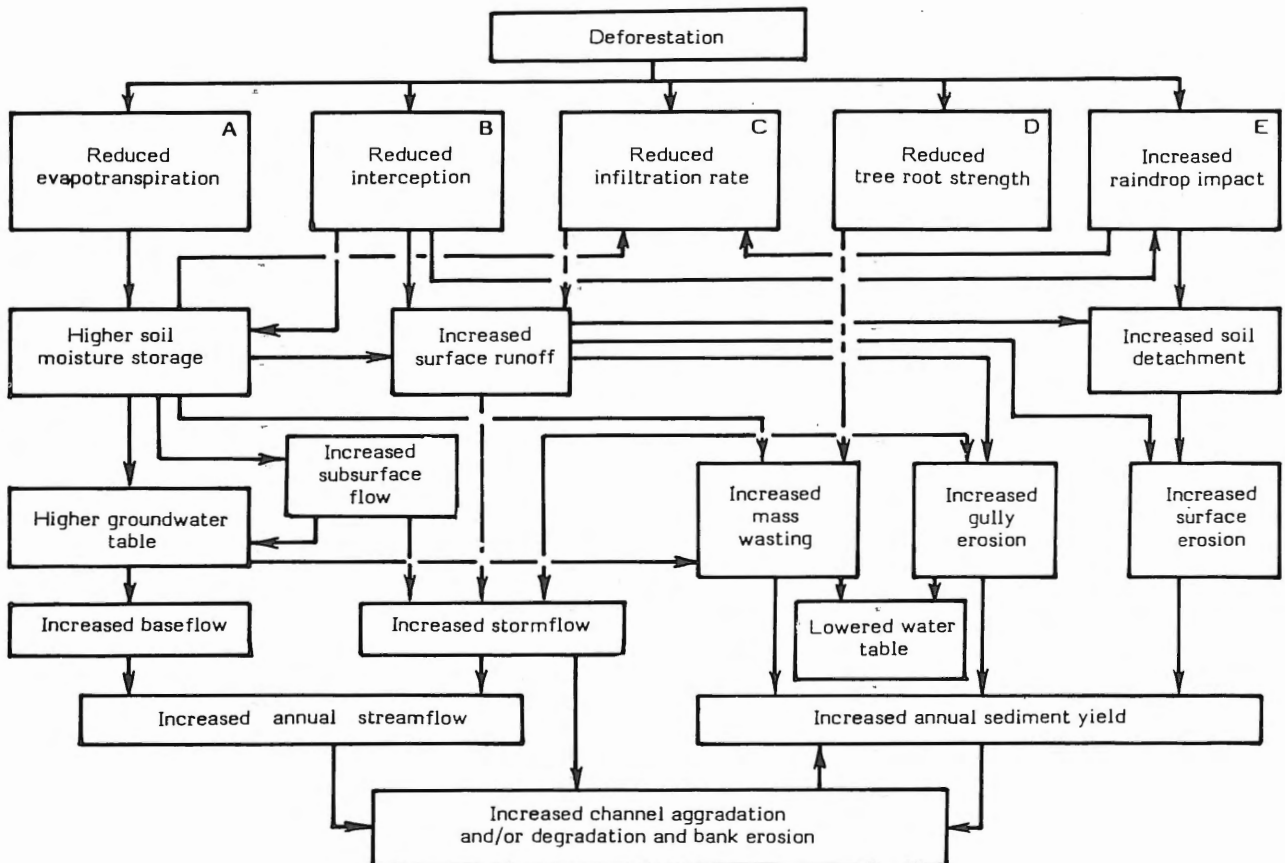 Deforestation
A
Reduced
evapotranspiration
B
Reduced
interception
C
Reduced
infiltration rate
D
Reduced
tree root strength
E
Increased
raindrop impact
Higher soil
moisture storage
Increased
surface runoff
Increased soil
detachment
Increased
subsurface
flow
Higher groundwater
table
Increased
mass
wasting
Increased
gully
erosion
Increased
surface
erosion
Increased baseflow
Increased stormflow
Lowered water
table
Increased annual streamflow
Increased annual sediment yield
Increased channel aggradation
and/or degradation and bank erosion